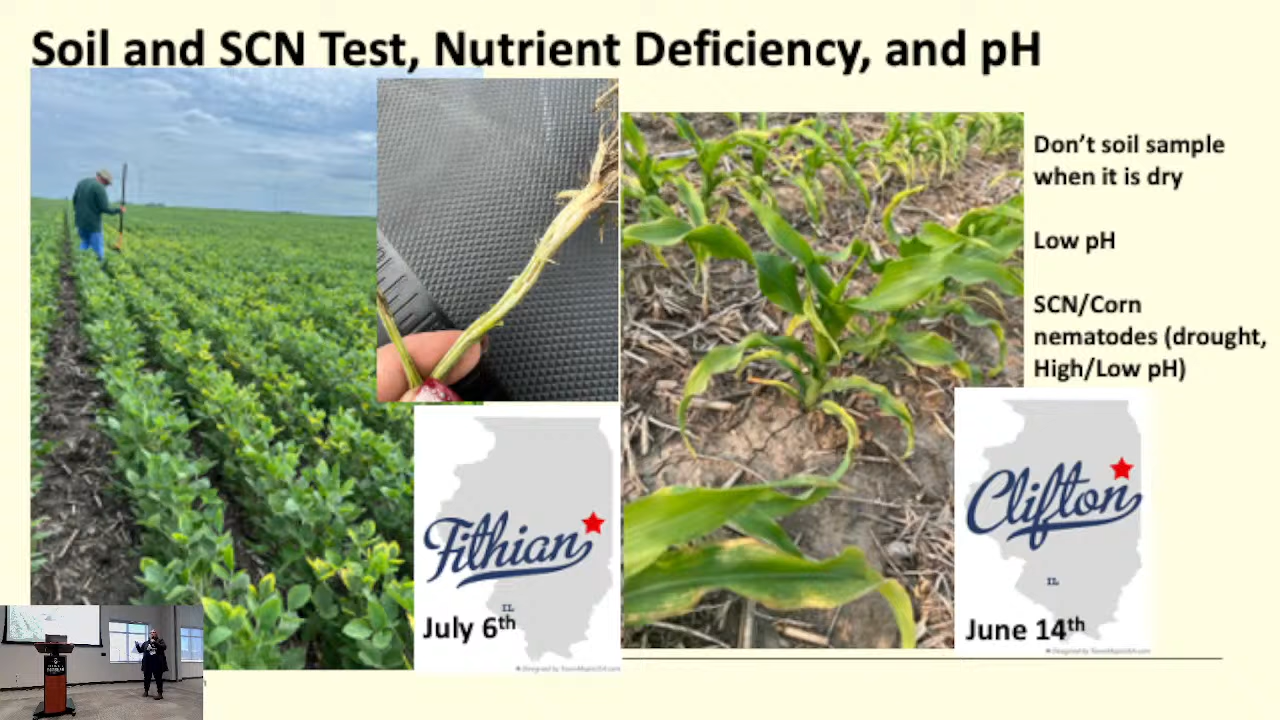 Soil and SCN Test, Nutrient Deficiency, and pH
Don't soil sample
when it is dry
Low pH
SCN/Corn
nematodes (drought,
High/Low pH)
Fithian
IL
July 6th
Clifton
IL
June 14th